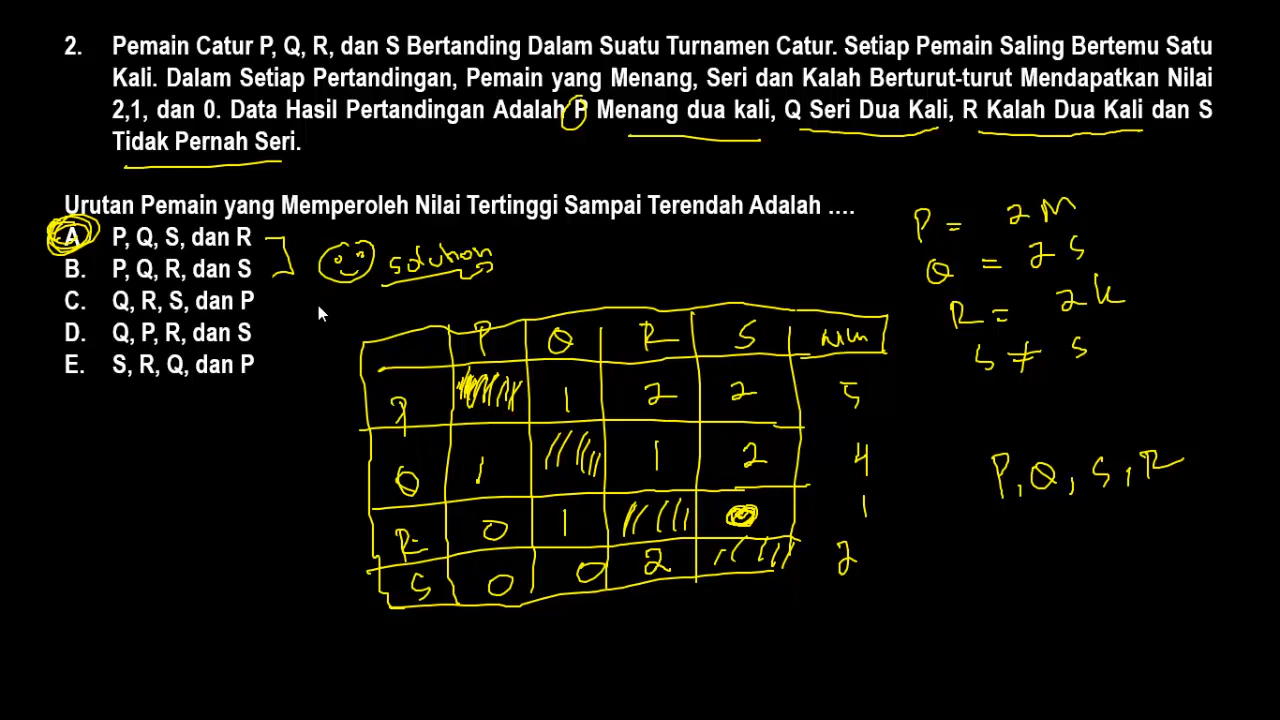 2. Pemain Catur P, Q, R, dan S Bertanding Dalam Suatu Turnamen Catur. Setiap Pemain Saling Bertemu Satu
Kali. Dalam Setiap Pertandingan, Pemain yang Menang, Seri dan Kalah Berturut-turut Mendapatkan Nilai
2,1, dan 0. Data Hasil Pertandingan Adalah P Menang dua kali, Q Seri Dua Kali, R Kalah Dua Kali dan S
Tidak Pernah Seri.
Urutan Pemain yang Memperoleh Nilai Tertinggi Sampai Terendah Adalah ....
A P, Q, S, dan R
B. P, Q, R, dan S
C. Q, R, S, dan P
D. Q, P, R, dan S
E. S, R, Q, dan P
solution
P = 2 M
Q = 2 S
R = 2 k
S ≠ S
P Q R S
P 1 2 2 5
Q 1 1 2 4
R 0 1 0 1
S 0 0 2 2
P, Q, S, R